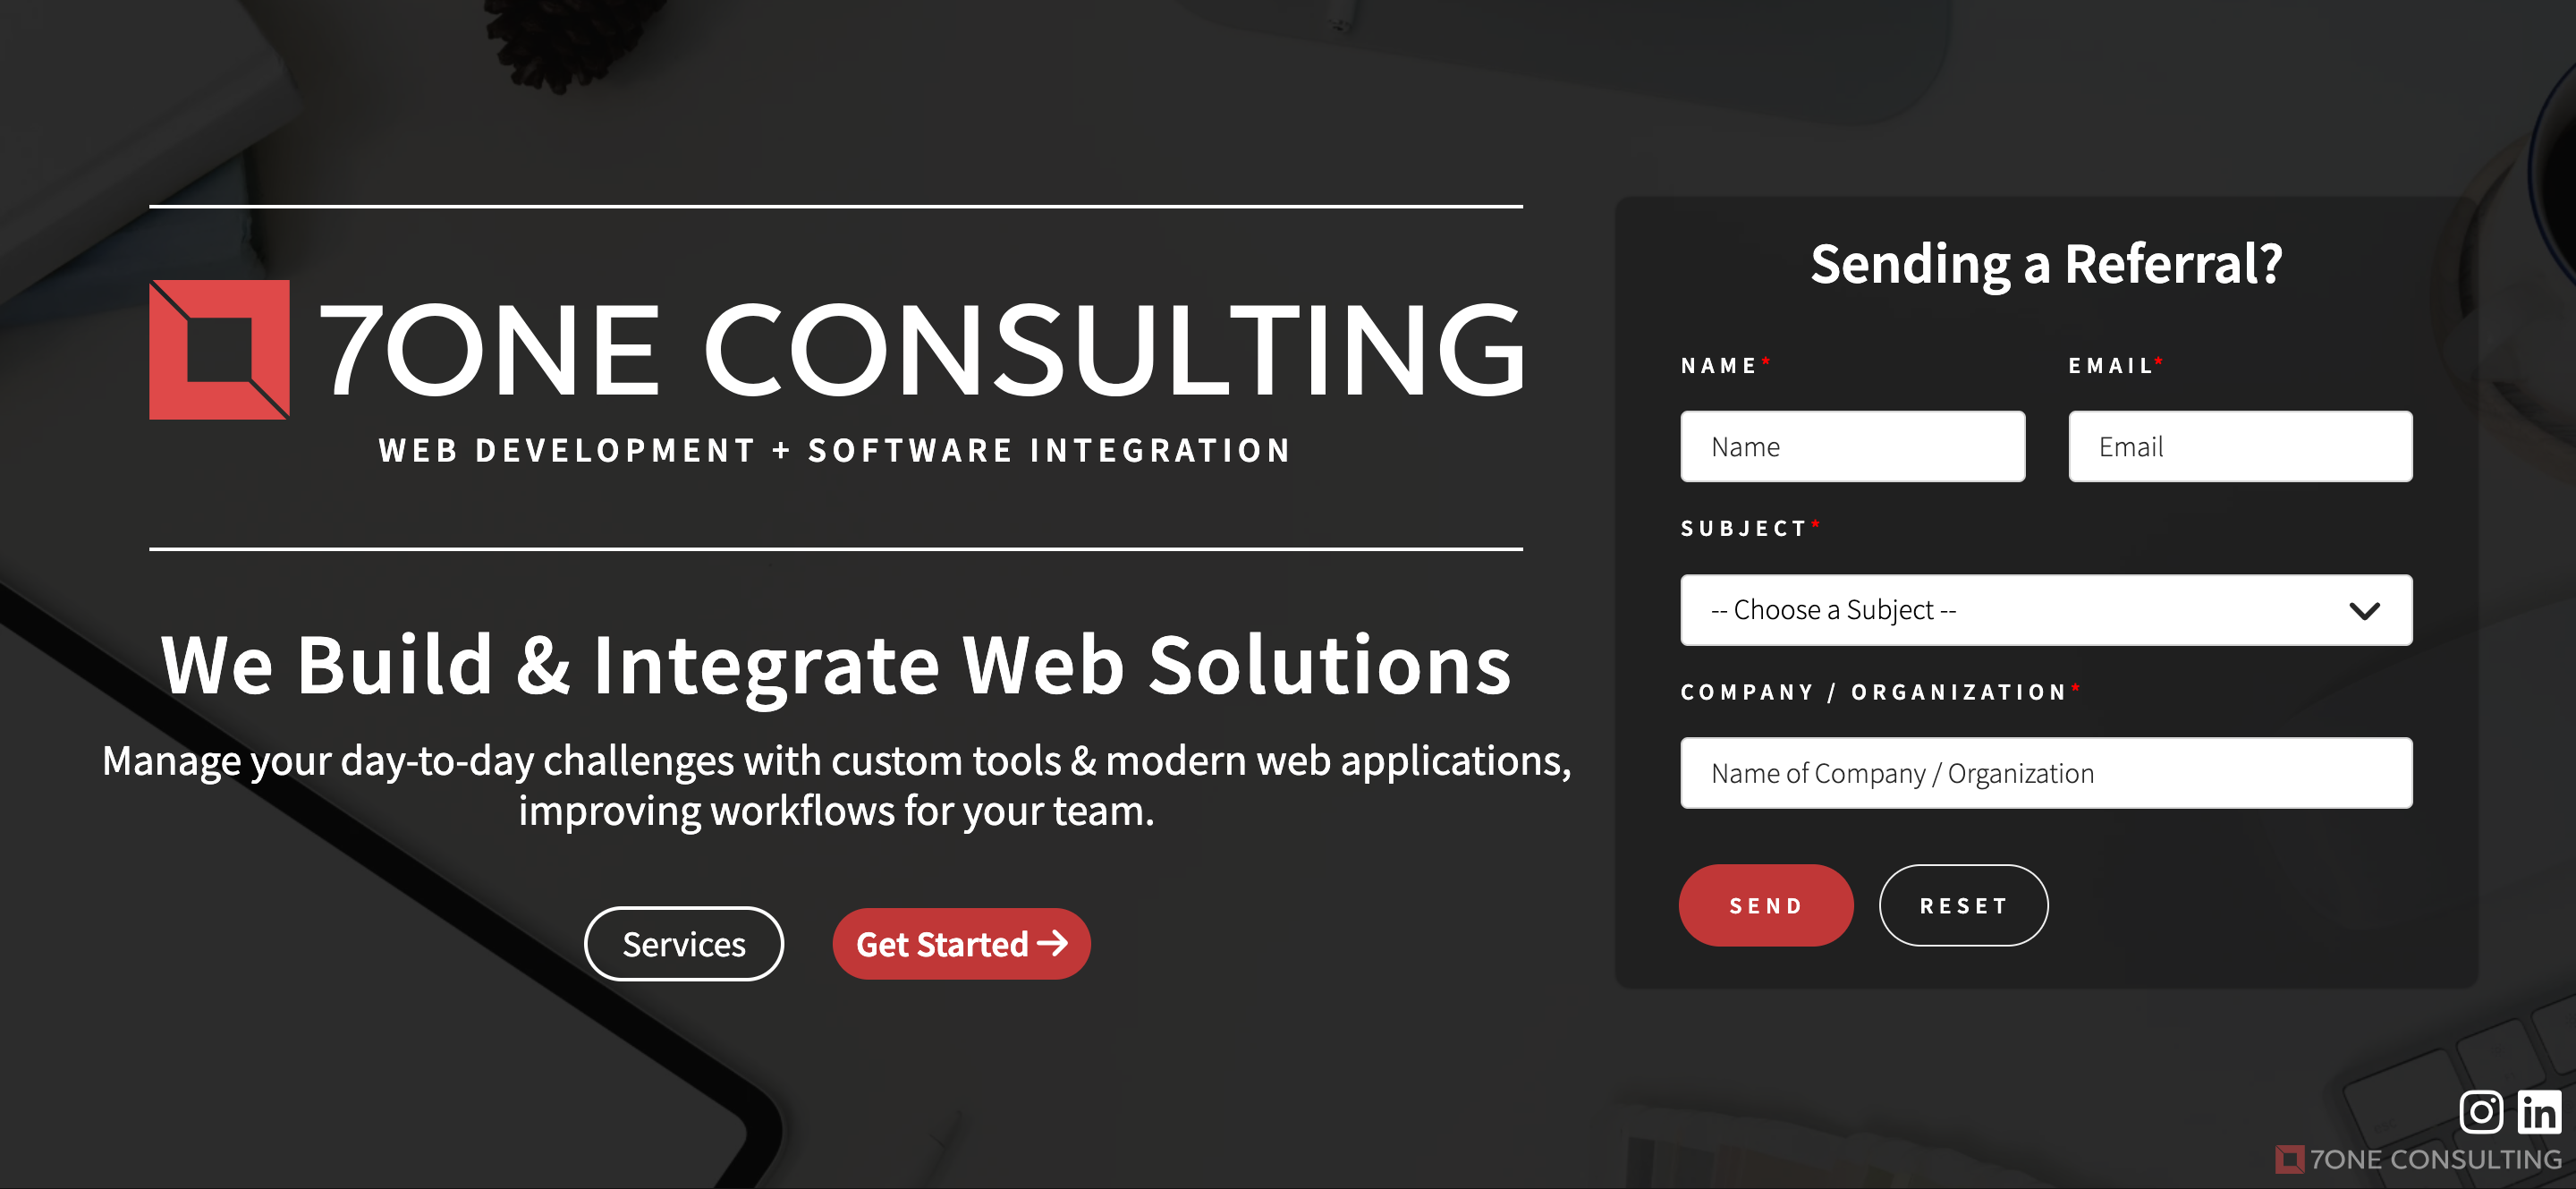 7ONE CONSULTING
WEB DEVELOPMENT + SOFTWARE INTEGRATION
We Build & Integrate Web Solutions
Manage your day-to-day challenges with custom tools & modern web applications,
improving workflows for your team.
Services
Get Started →
Sending a Referral?
NAME* EMAIL*
Name Email
SUBJECT*
-- Choose a Subject --
COMPANY / ORGANIZATION*
Name of Company / Organization
SEND RESET
in
7ONE CONSULTING